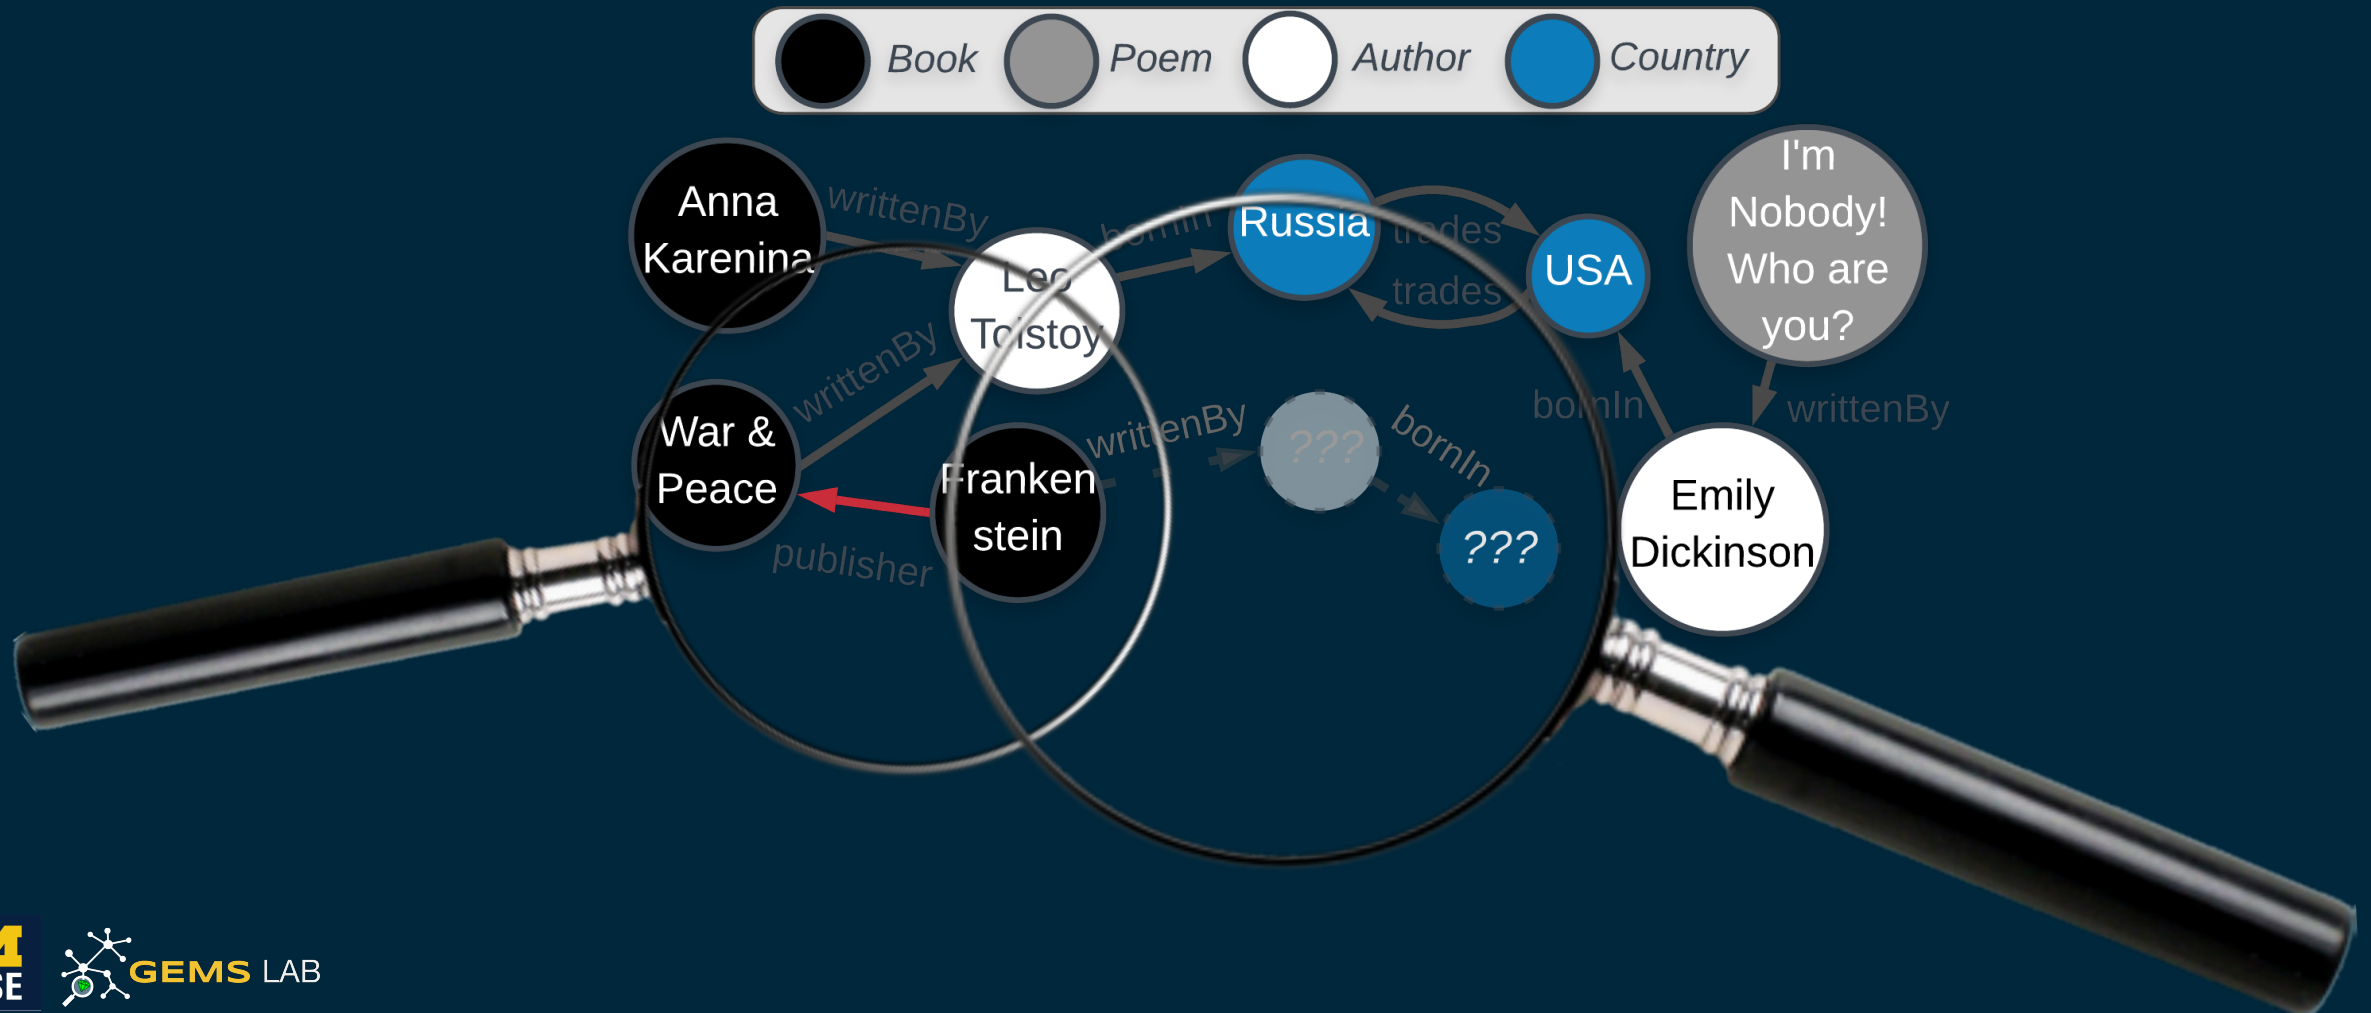 Book
Poem
Author
Country
Anna
Karenina
writtenBy
Leo
Tolstoy
bornIn
Russia
trades
trades
USA
I'm
Nobody!
Who are
you?
writtenBy
War &
Peace
writtenBy
publisher
Franken
stein
writtenBy
???
bornIn
???
bornIn
Emily
Dickinson
GEMS LAB